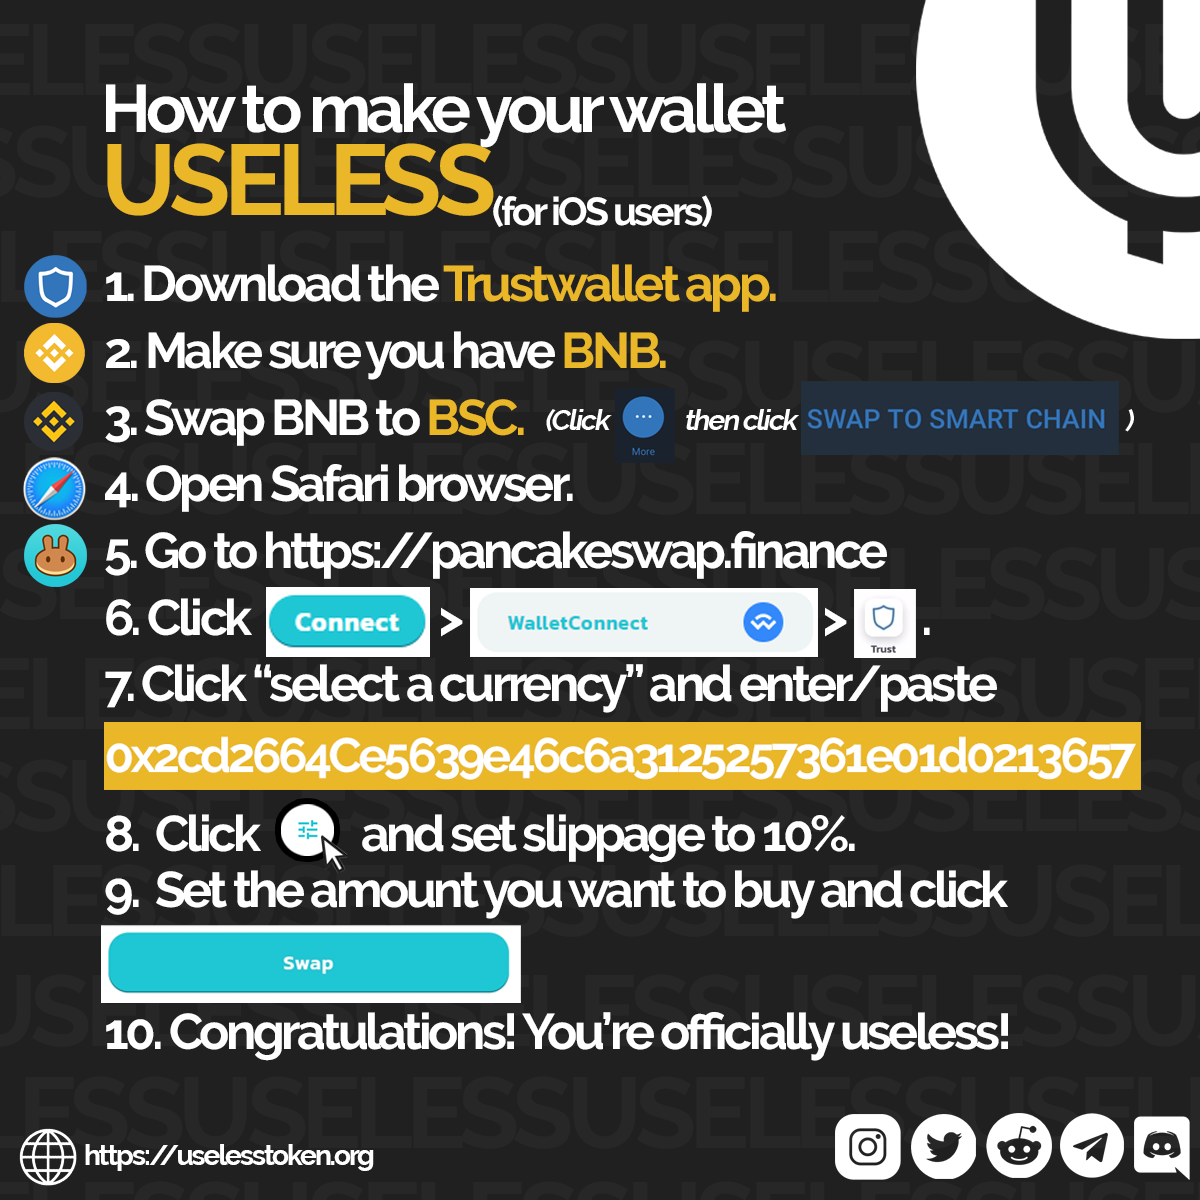 How to make your wallet
USELESS (for iOS users)
1. Download the Trustwallet app.
2. Make sure you have BNB.
3. Swap BNB to BSC. (Click ... More then click SWAP TO SMART CHAIN )
4. Open Safari browser.
5. Go to https://pancakeswap.finance
6. Click Connect > WalletConnect > Trust .
7. Click “select a currency” and enter/paste
0x2cd2664Ce5639e46c6a3125257361e01d0213657
8. Click and set slippage to 10%.
9. Set the amount you want to buy and click
Swap
10. Congratulations! You’re officially useless!
https://uselesstoken.org